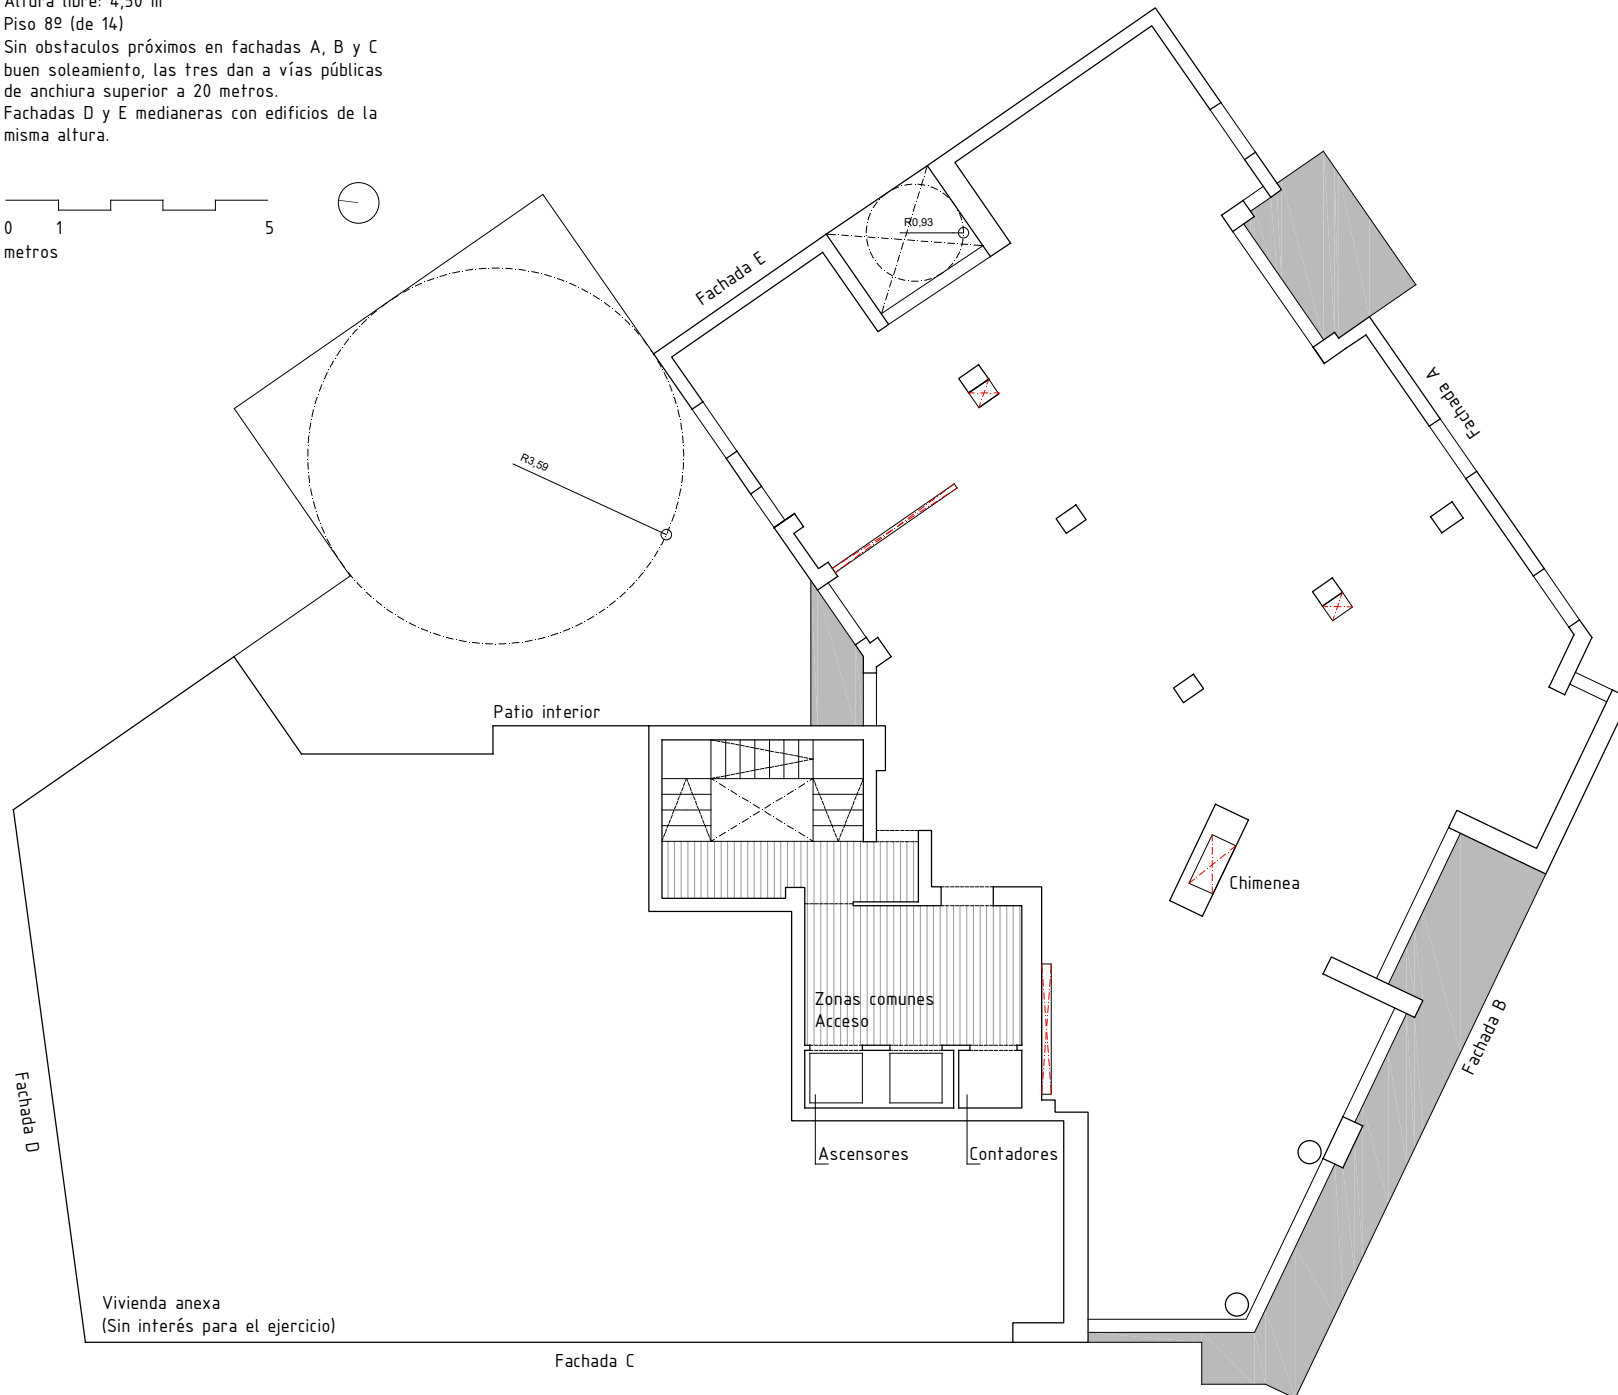 Altura libre: 4,50 m
Piso 8º (de 14)
Sin obstaculos próximos en fachadas A, B y C
buen soleamiento, las tres dan a vías públicas
de anchiura superior a 20 metros.
Fachadas D y E medianeras con edificios de la
misma altura.
0 1 5
metros
Fachada E
R0,93
Fachada A
R3,59
Patio interior
Chimenea
Zonas comunes
Acceso
Fachada B
Fachada D
Ascensores
Contadores
Vivienda anexa
(Sin interés para el ejercicio)
Fachada C